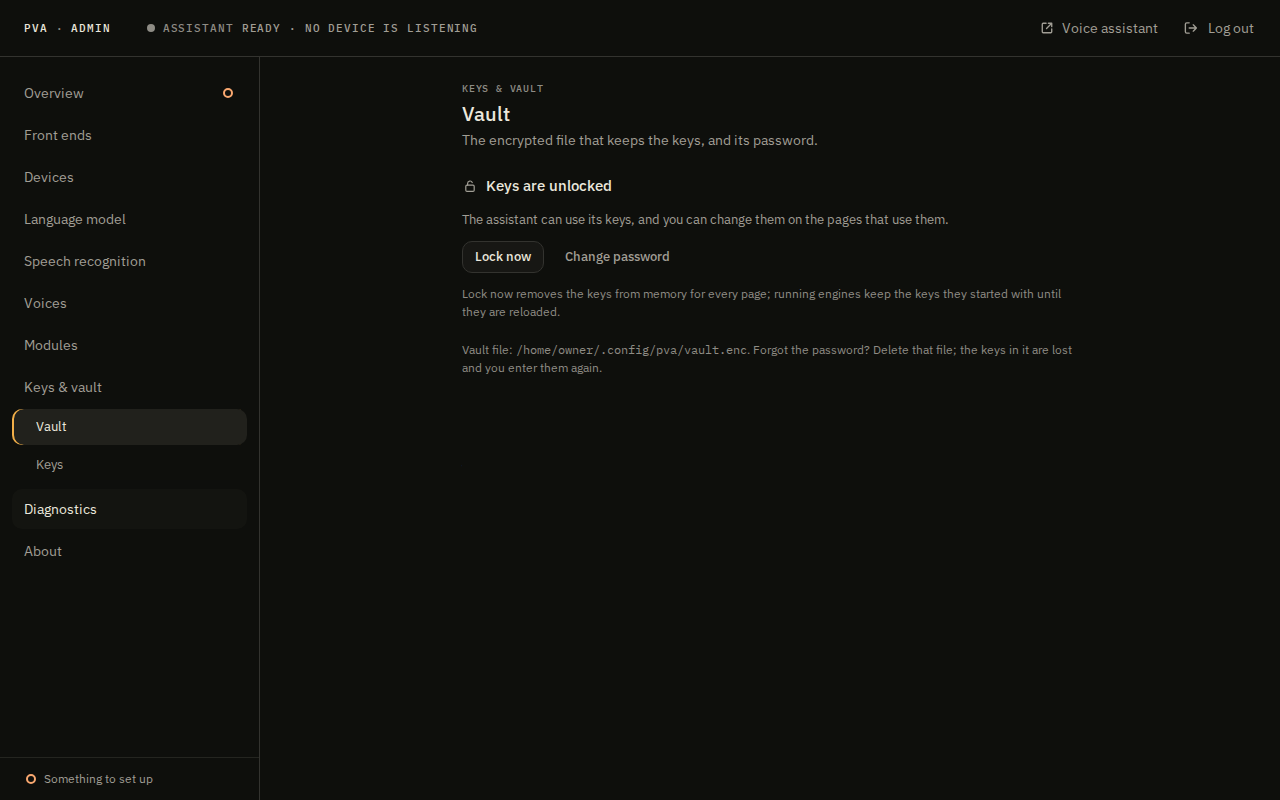 PVA · ADMIN
ASSISTANT READY · NO DEVICE IS LISTENING
Voice assistant
Log out
Overview
Front ends
Devices
Language model
Speech recognition
Voices
Modules
Keys & vault
Vault
Keys
Diagnostics
About
Something to set up
KEYS & VAULT
Vault
The encrypted file that keeps the keys, and its password.
Keys are unlocked
The assistant can use its keys, and you can change them on the pages that use them.
Lock now
Change password
Lock now removes the keys from memory for every page; running engines keep the keys they started with until
they are reloaded.
Vault file: /home/owner/.config/pva/vault.enc. Forgot the password? Delete that file; the keys in it are lost
and you enter them again.